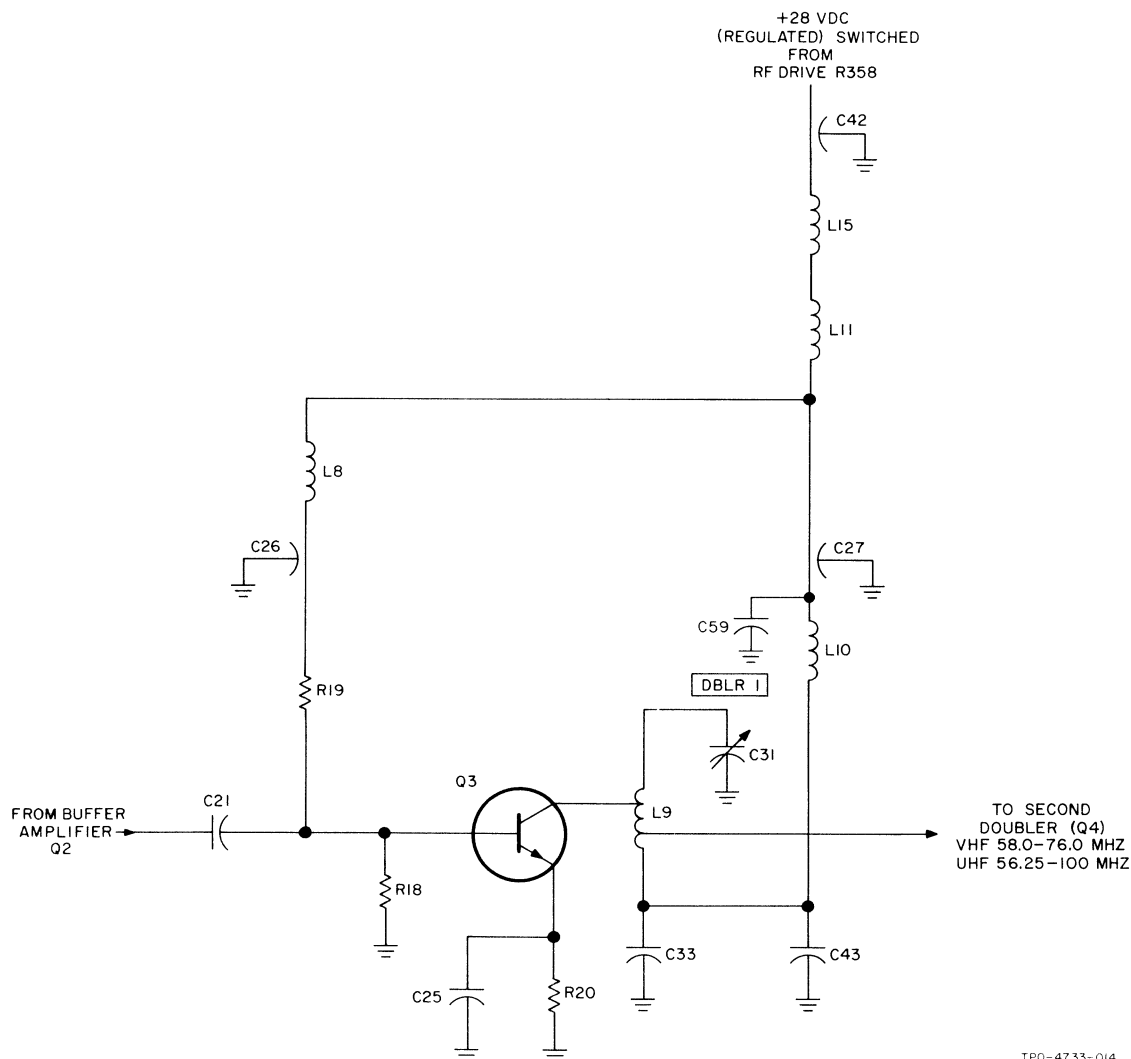 +28 VDC
(REGULATED) SWITCHED
FROM
RF DRIVE R358
C42
L15
L11
L8
C26
C27
C59
L10
R19
DBLR 1
C31
Q3
C21
L9
FROM BUFFER
AMPLIFIER
Q2
TO SECOND
DOUBLER (Q4)
VHF 58.0-76.0 MHZ
UHF 56.25-100 MHZ
R18
C33
C43
C25
R20
TPO-4733-014